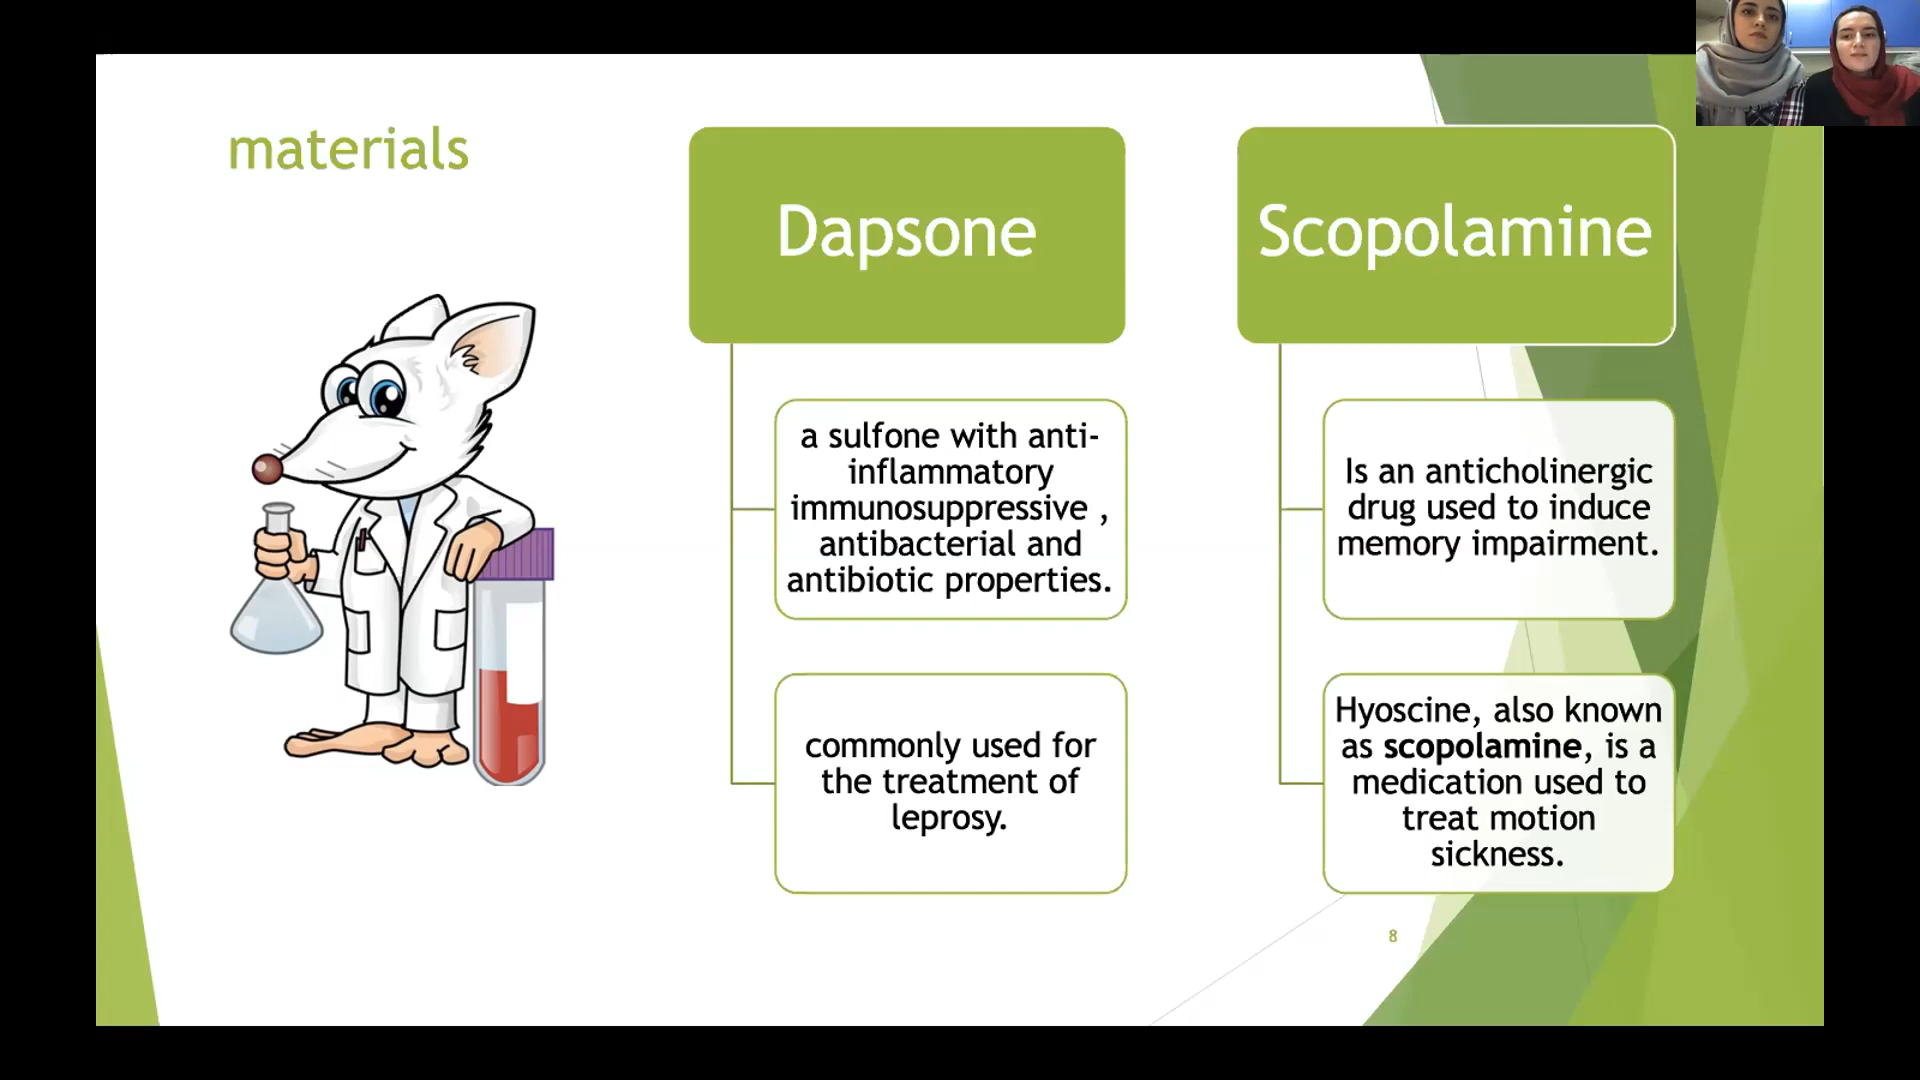 materials
Dapsone
a sulfone with anti-
inflammatory
immunosuppressive ,
antibacterial and
antibiotic properties.
commonly used for
the treatment of
leprosy.
Scopolamine
Is an anticholinergic
drug used to induce
memory impairment.
Hyoscine, also known
as scopolamine, is a
medication used to
treat motion
sickness.
8